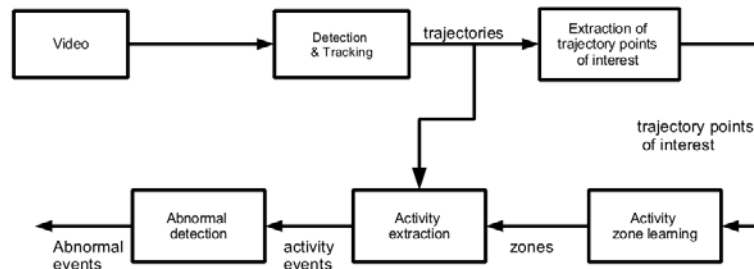 Video
Detection
& Tracking
trajectories
Extraction of
trajectory points
of interest
trajectory points
of interest
Abnormal
detection
Activity
extraction
Activity
zone learning
Abnormal
events
activity
events
zones